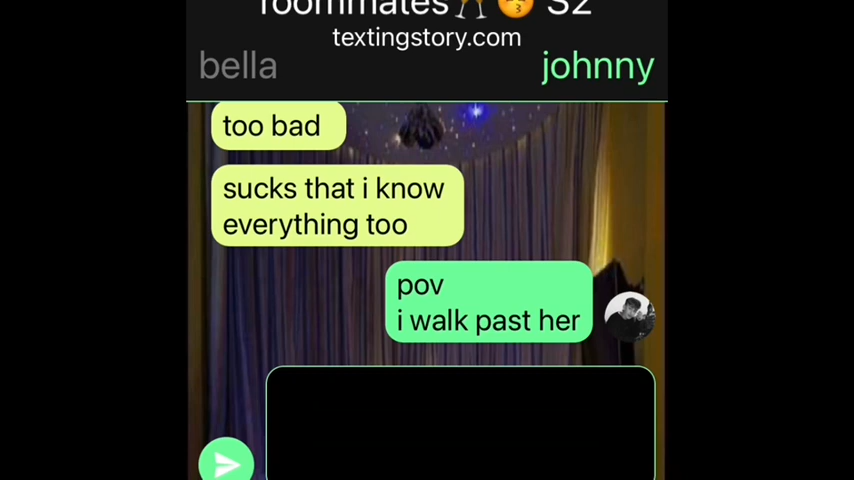 roommates🥂😚 S2
textingstory.com
bella
johnny
too bad
sucks that i know
everything too
pov
i walk past her